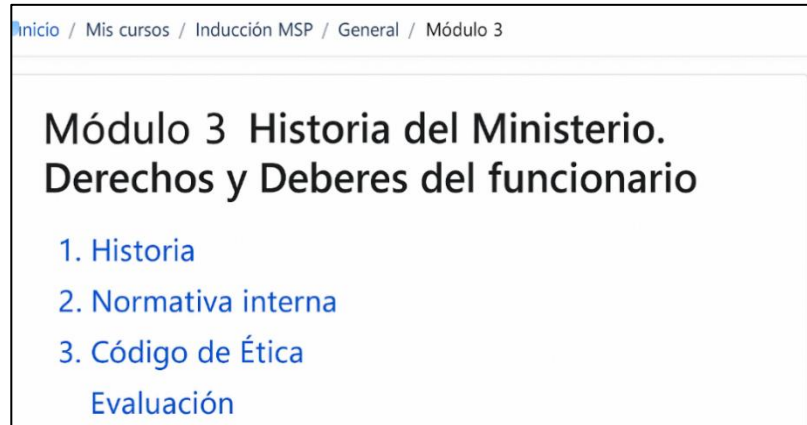 Inicio / Mis cursos / Inducción MSP / General / Módulo 3
Módulo 3 Historia del Ministerio.
Derechos y Deberes del funcionario
1. Historia
2. Normativa interna
3. Código de Ética
Evaluación